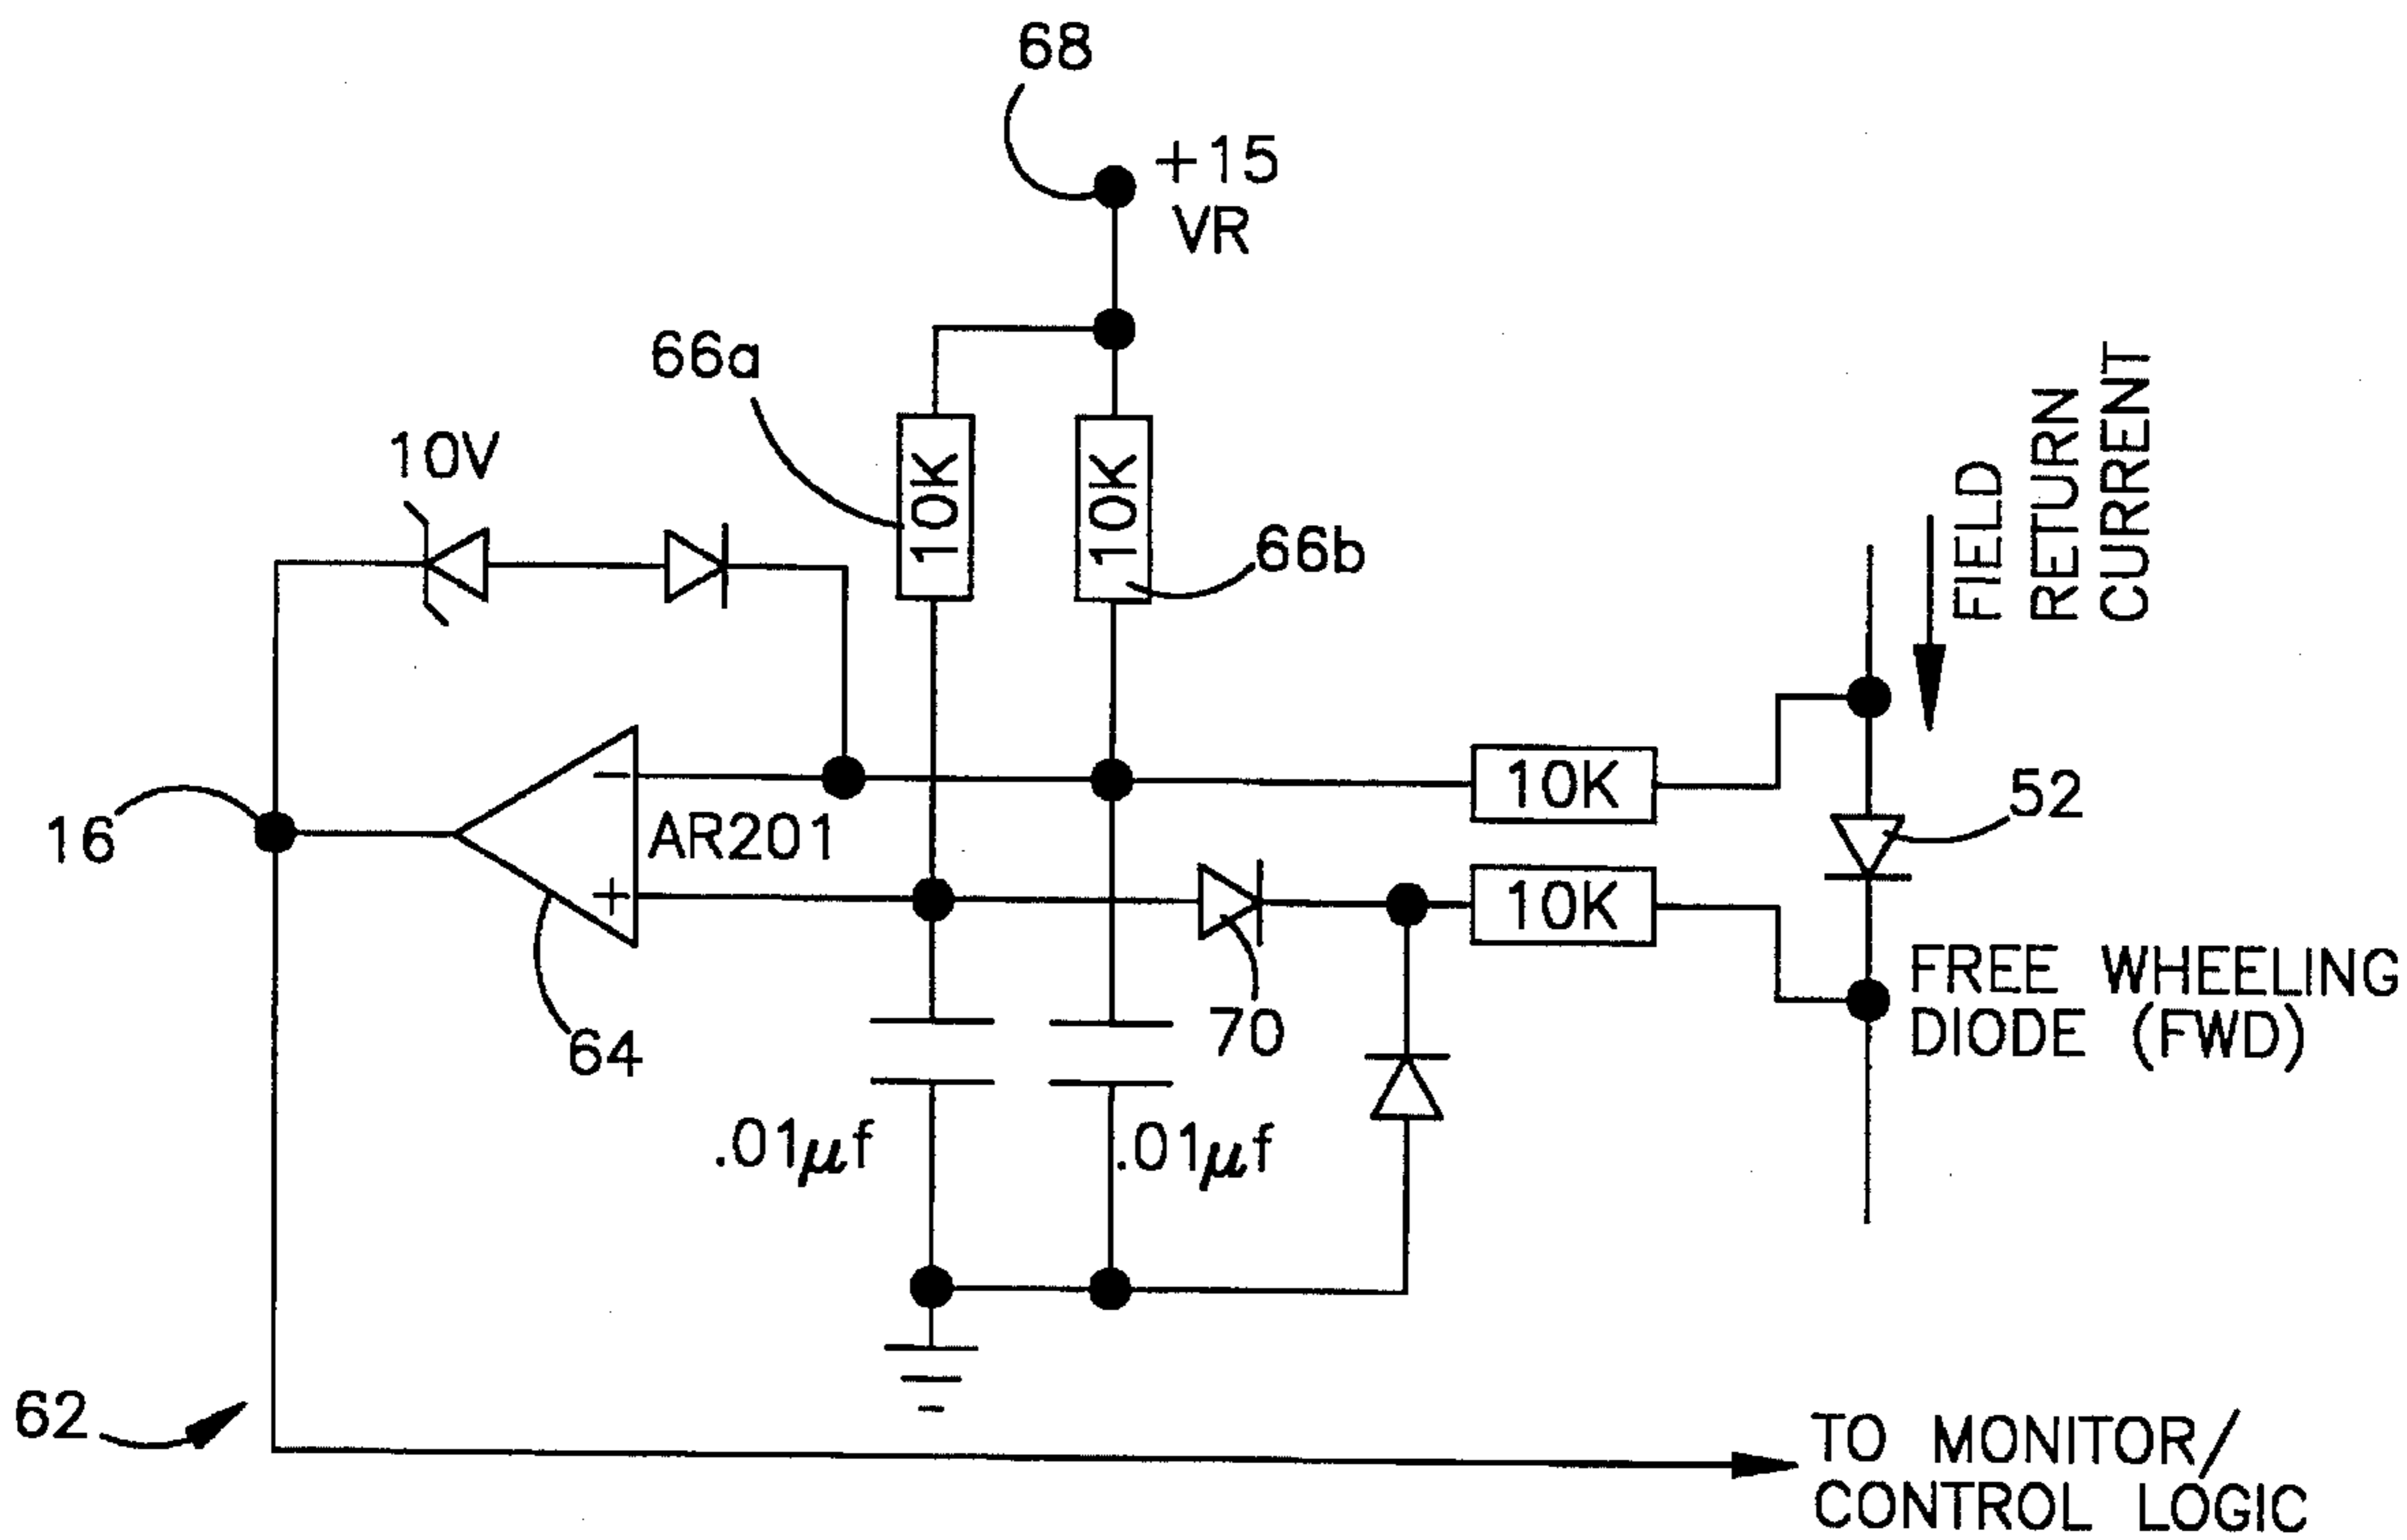 68
+15
VR
66a
10V
10K
10K
66b
FIELD
RETURN
CURRENT
16
AR201
10K
52
10K
64
70
FREE WHEELING
DIODE (FWD)
.01μf
.01μf
62
TO MONITOR/
CONTROL LOGIC